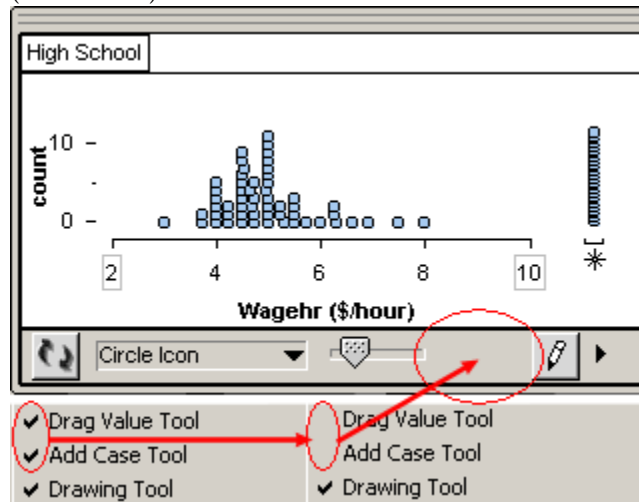 High School
10
count
0
2 4 6 8 10 *
Wagehr ($/hour)
Circle Icon
✔ Drag Value Tool Drag Value Tool
✔ Add Case Tool Add Case Tool
✔ Drawing Tool ✔ Drawing Tool